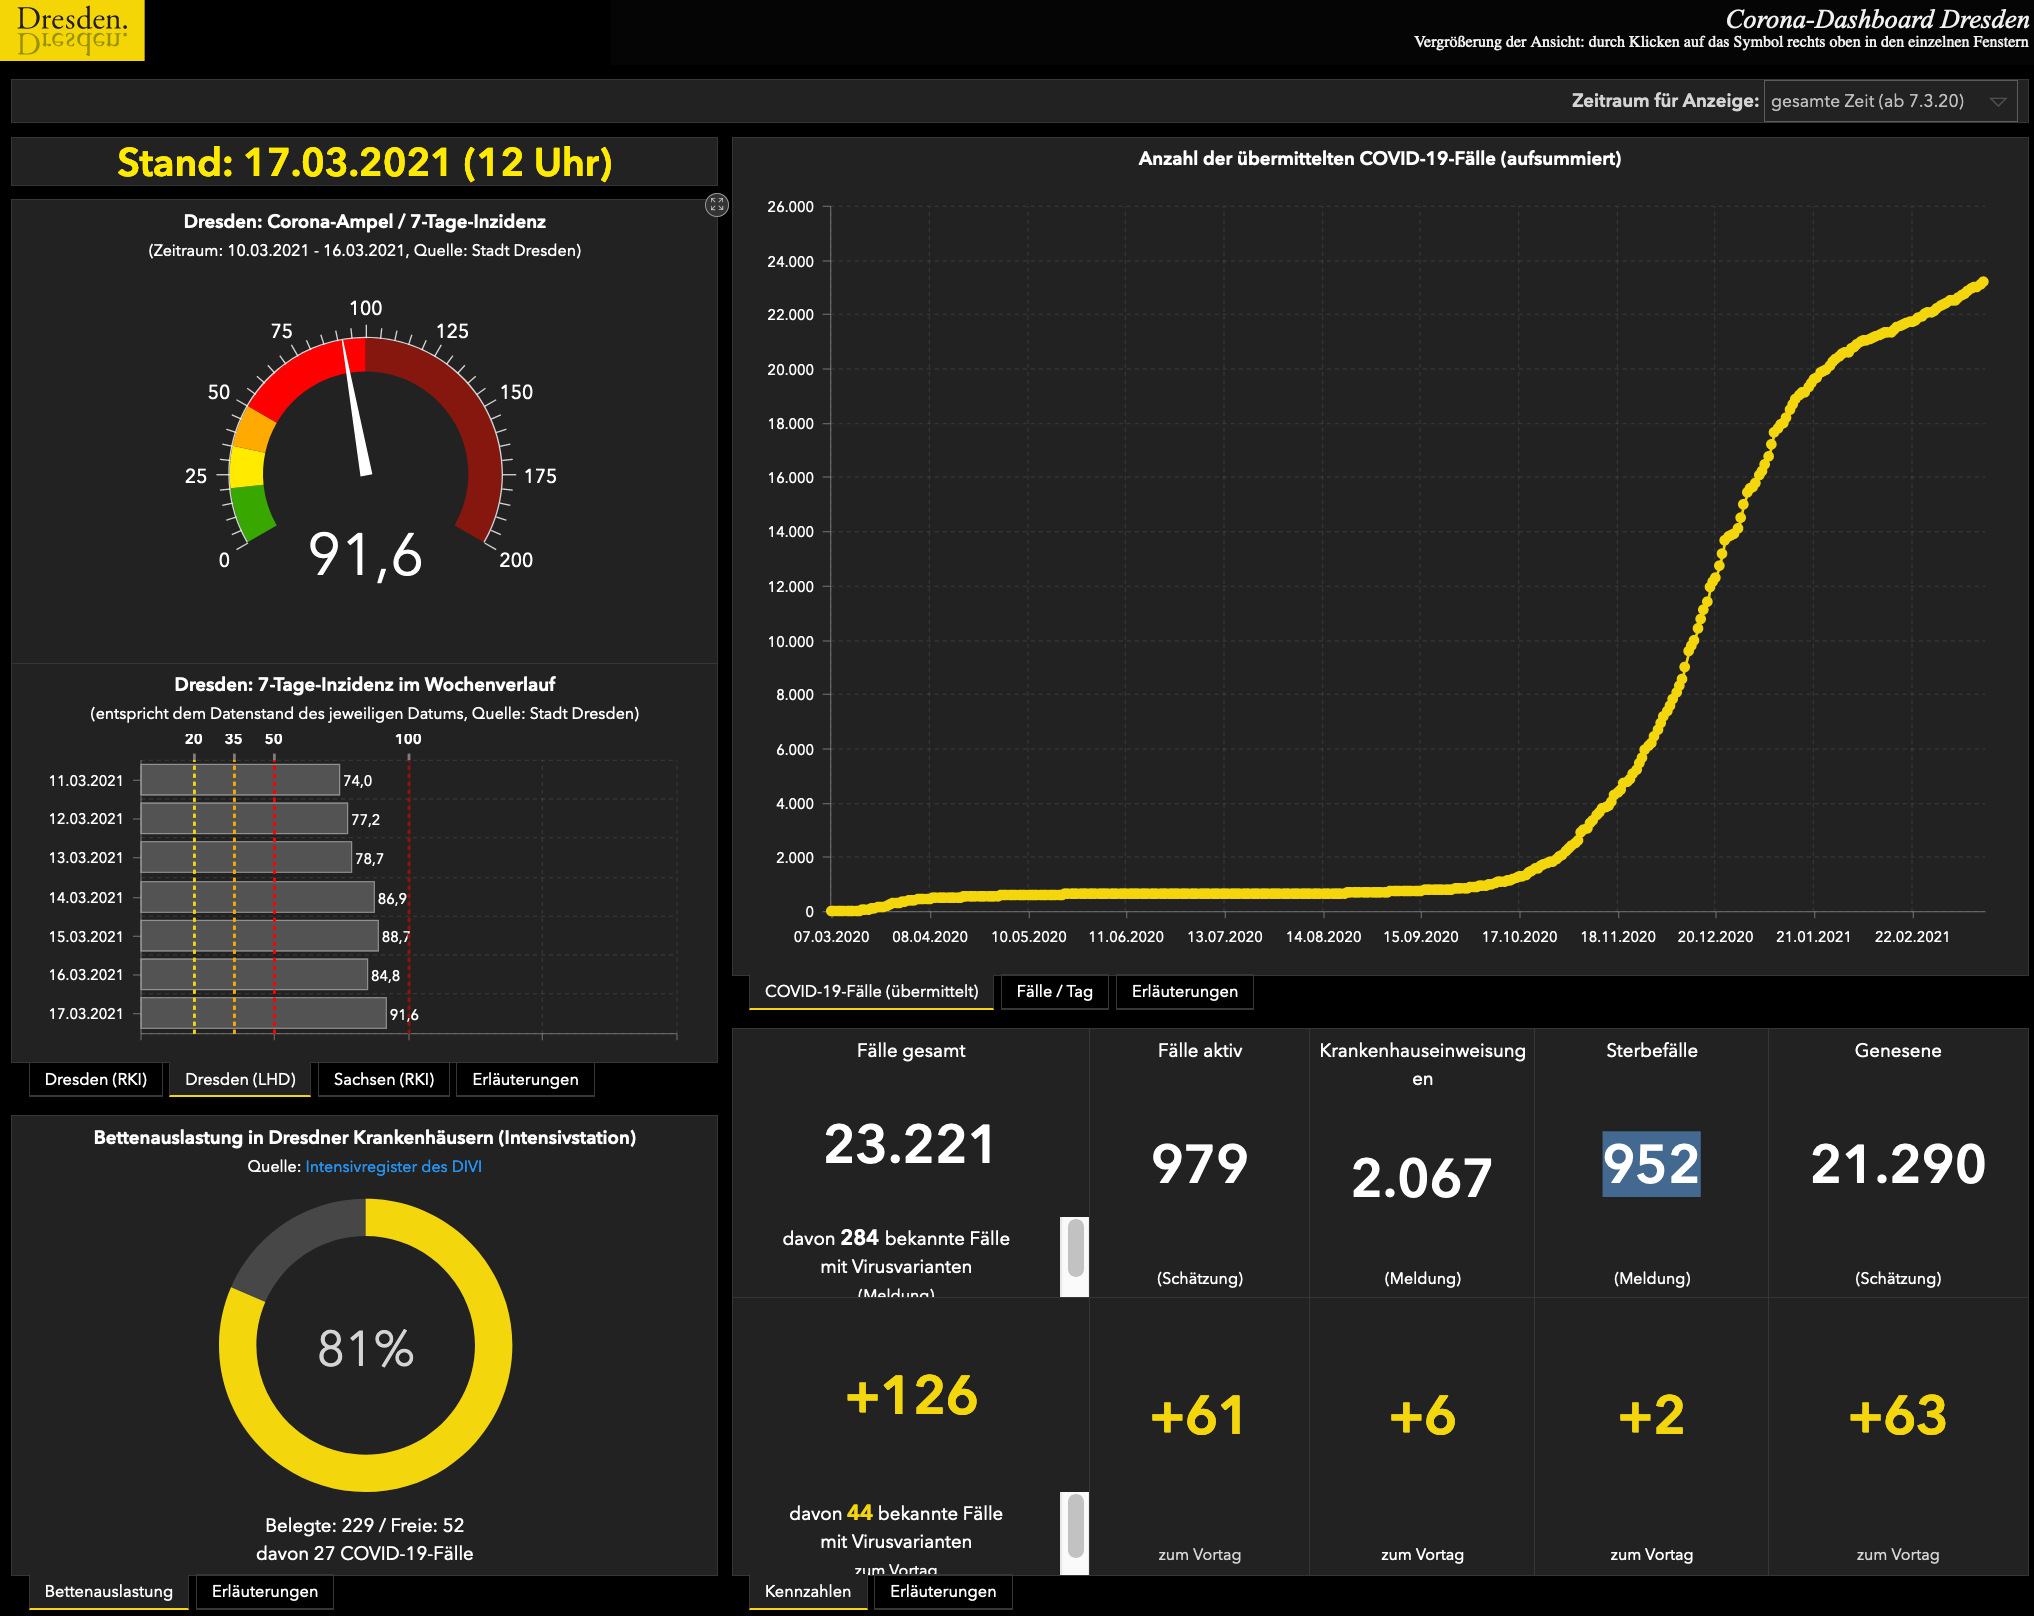 Dresden.
Dresden.
Corona-Dashboard Dresden
Vergrößerung der Ansicht: durch Klicken auf das Symbol rechts oben in den einzelnen Fenstern
Zeitraum für Anzeige: gesamte Zeit (ab 7.3.20)
Stand: 17.03.2021 (12 Uhr)
Dresden: Corona-Ampel / 7-Tage-Inzidenz
(Zeitraum: 10.03.2021 - 16.03.2021, Quelle: Stadt Dresden)
0
25
50
75
100
125
150
175
200
91,6
Dresden: 7-Tage-Inzidenz im Wochenverlauf
(entspricht dem Datenstand des jeweiligen Datums, Quelle: Stadt Dresden)
20 35 50 100
11.03.2021 74,0
12.03.2021 77,2
13.03.2021 78,7
14.03.2021 86,9
15.03.2021 88,7
16.03.2021 84,8
17.03.2021 91,6
Dresden (RKI) Dresden (LHD) Sachsen (RKI) Erläuterungen
Bettenauslastung in Dresdner Krankenhäusern (Intensivstation)
Quelle: Intensivregister des DIVI
81%
Belegte: 229 / Freie: 52
davon 27 COVID-19-Fälle
Bettenauslastung Erläuterungen
Anzahl der übermittelten COVID-19-Fälle (aufsummiert)
26.000
24.000
22.000
20.000
18.000
16.000
14.000
12.000
10.000
8.000
6.000
4.000
2.000
0
07.03.2020 08.04.2020 10.05.2020 11.06.2020 13.07.2020 14.08.2020 15.09.2020 17.10.2020 18.11.2020 20.12.2020 21.01.2021 22.02.2021
COVID-19-Fälle (übermittelt) Fälle / Tag Erläuterungen
Fälle gesamt
23.221
davon 284 bekannte Fälle
mit Virusvarianten
(Meldung)
Fälle aktiv
979
(Schätzung)
Krankenhauseinweisung
en
2.067
(Meldung)
Sterbefälle
952
(Meldung)
Genesene
21.290
(Schätzung)
+126
davon 44 bekannte Fälle
mit Virusvarianten
zum Vortag
+61
zum Vortag
+6
zum Vortag
+2
zum Vortag
+63
zum Vortag
Kennzahlen Erläuterungen